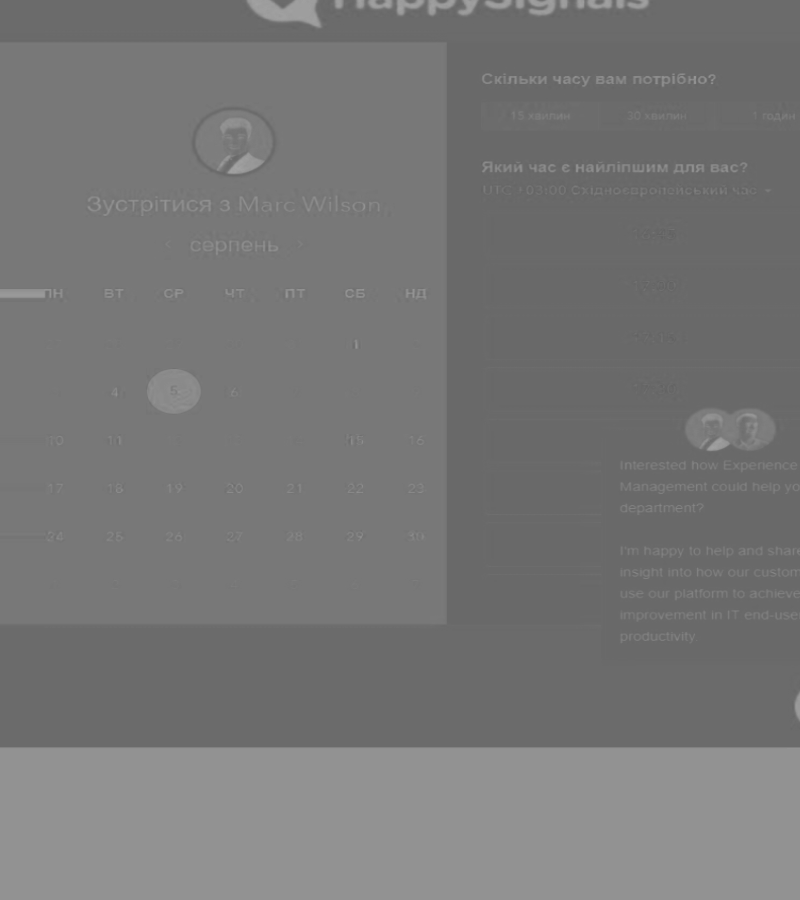 HappySignals
Скільки часу вам потрібно?
15 хвилин 30 хвилин 1 годин
Який час є найліпшим для вас?
UTC +03:00 Східноєвропейський час
Зустрітися з Marc Wilson
серпень
ПН ВТ СР ЧТ ПТ СБ НД
1
4 5 6
10 11 15 16
17 18 19 20 21 22 23
24 25 26 27 28 29 30
Interested how Experience
Management could help yo
department?
I'm happy to help and share
insight into how our custom
use our platform to achieve
improvement in IT end-use
productivity.